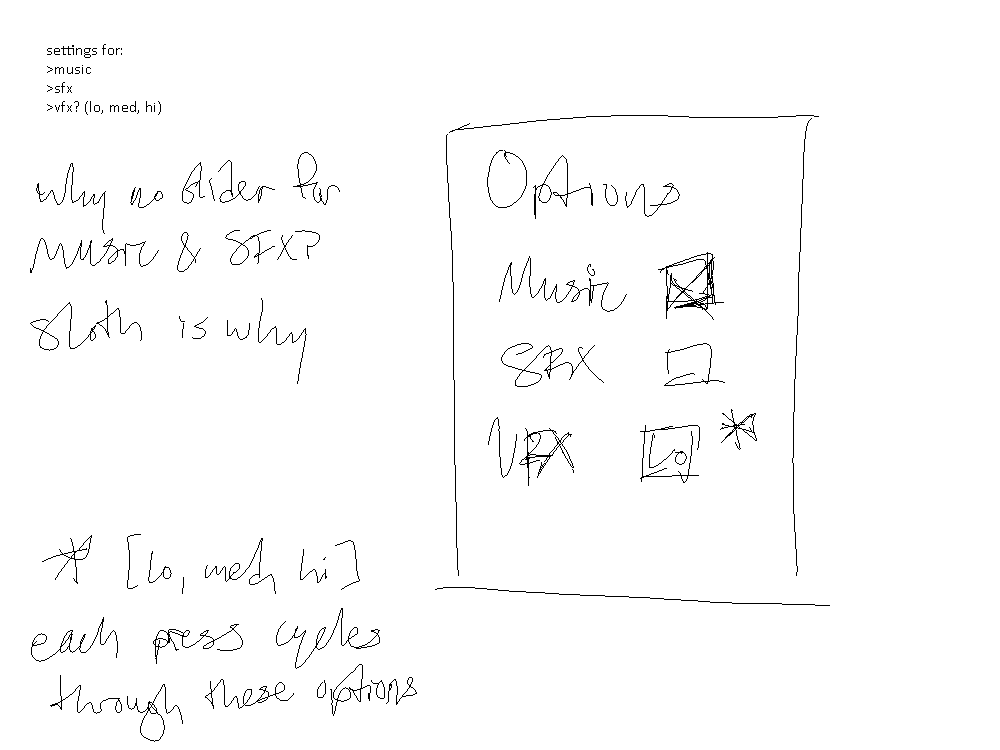 settings for:
>music
>sfx
>vfx? (lo, med, hi)
why no slider for
music & SFX?
sloth is why
* [lo, med, hi]
each press cycles
through these options
Options
Music
SFX
VFX Lo *